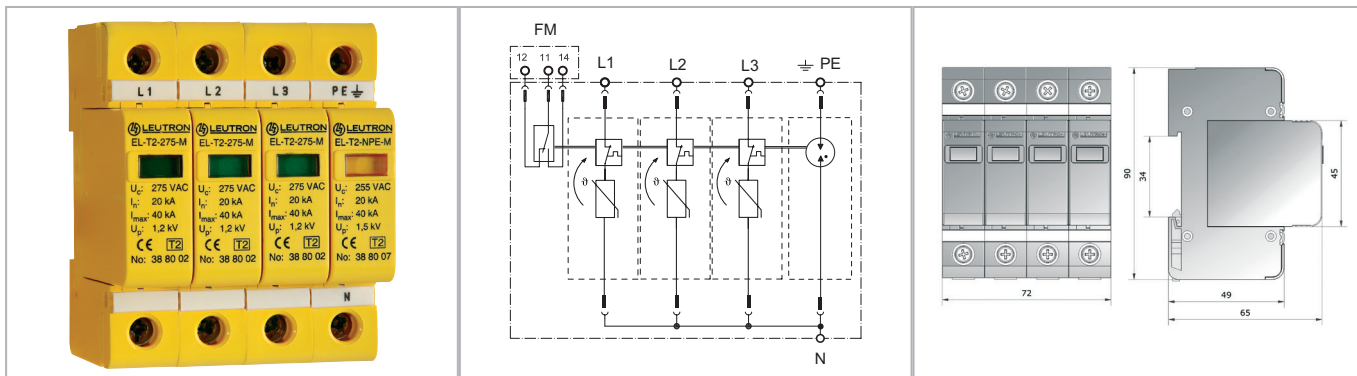 L1 L2 L3 PE
LEUTRON LEUTRON LEUTRON LEUTRON
EL-T2-275-M EL-T2-275-M EL-T2-275-M EL-T2-NPE-M
Uc: 275 VAC Uc: 275 VAC Uc: 275 VAC Uc: 255 VAC
In: 20 kA In: 20 kA In: 20 kA In: 20 kA
Imax: 40 kA Imax: 40 kA Imax: 40 kA Imax: 40 kA
Up: 1,2 kV Up: 1,2 kV Up: 1,2 kV Up: 1,5 kV
CE T2 CE T2 CE T2 CE T2
No: 38 80 02 No: 38 80 02 No: 38 80 02 No: 38 80 07
N
FM
12 11 14 L1 L2 L3 PE
ϑ ϑ ϑ
N
LEUTRON LEUTRON LEUTRON LEUTRON
90
34
45
72
49
65